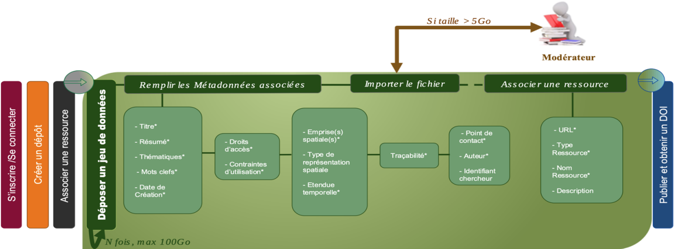 Si taille > 5Go
Modérateur
S'inscrire /Se connecter
Créer un dépôt
Associer une ressource
Déposer un jeu de données
Remplir les Métadonnées associées
Importer le fichier
Associer une ressource
- Titre*
- Résumé*
- Thématiques*
- Mots clefs*
- Date de
Création*
- Droits
d'accès*
- Contraintes
d'utilisation*
- Emprise(s)
spatiale(s)*
- Type de
représentation
spatiale
- Etendue
temporelle*
Traçabilité*
- Point de
contact*
- Auteur*
- Identifiant
chercheur
- URL*
- Type
Ressource*
- Nom
Ressource*
- Description
Publier et obtenir un DOI
N fois, max 100Go